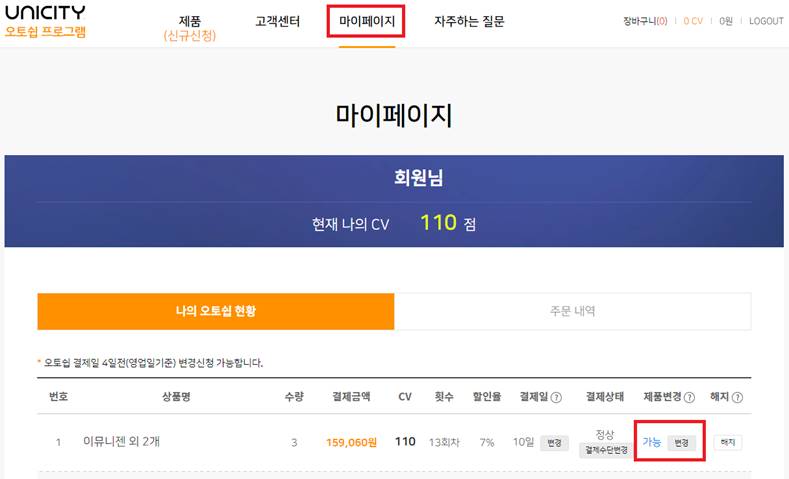 UNICITY
오토쉽 프로그램
제품
(신규신청)
고객센터
마이페이지
자주하는 질문
장바구니(0) | 0 CV | 0원 | LOGOUT
마이페이지
회원님
현재 나의 CV 110 점
나의 오토쉽 현황
주문 내역
* 오토쉽 결제일 4일전(영업일기준) 변경신청 가능합니다.
번호 상품명 수량 결제금액 CV 횟수 할인율 결제일 ? 결제상태 제품변경 ? 해지 ?
1 이뮤니젠 외 2개 3 159,060원 110 13회차 7% 10일 변경 정상 결제수단변경 가능 변경 해지